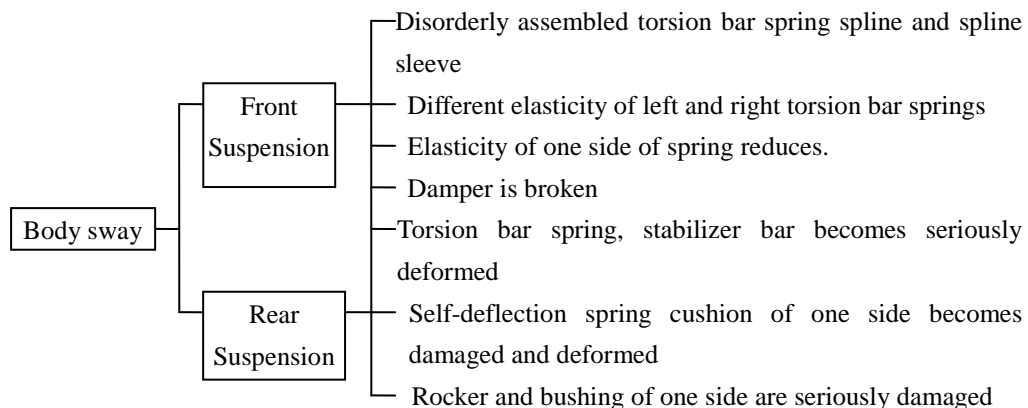 Body sway
Front
Suspension
Rear
Suspension
Disorderly assembled torsion bar spring spline and spline
sleeve
Different elasticity of left and right torsion bar springs
Elasticity of one side of spring reduces.
Damper is broken
Torsion bar spring, stabilizer bar becomes seriously
deformed
Self-deflection spring cushion of one side becomes
damaged and deformed
Rocker and bushing of one side are seriously damaged